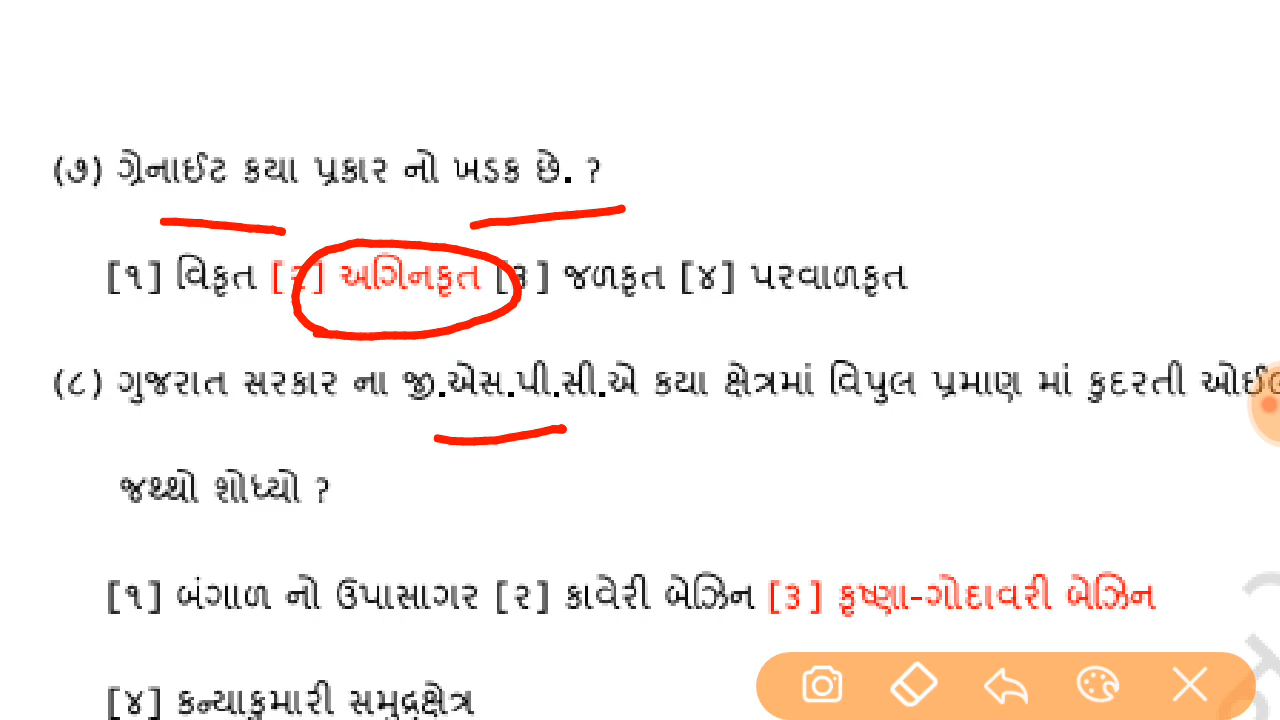 (૭) ગ્રેનાઈટ કયા પ્રકાર નો ખડક છે. ?
[૧] વિકૃત [૨] અગિનકૃત [૩] જળકૃત [૪] પરવાળકૃત
(૮) ગુજરાત સરકાર ના જી.એસ.પી.સી.એ કયા ક્ષેત્રમાં વિપુલ પ્રમાણ માં કુદરતી
જથ્થો શોધ્યો ?
[૧] બંગાળ નો ઉપાસાગર [૨] કાવેરી બેઝિન [૩] કૃષ્ણા-ગોદાવરી બેઝિન
[૪] કન્યાકુમારી સમુદ્રક્ષેત્ર